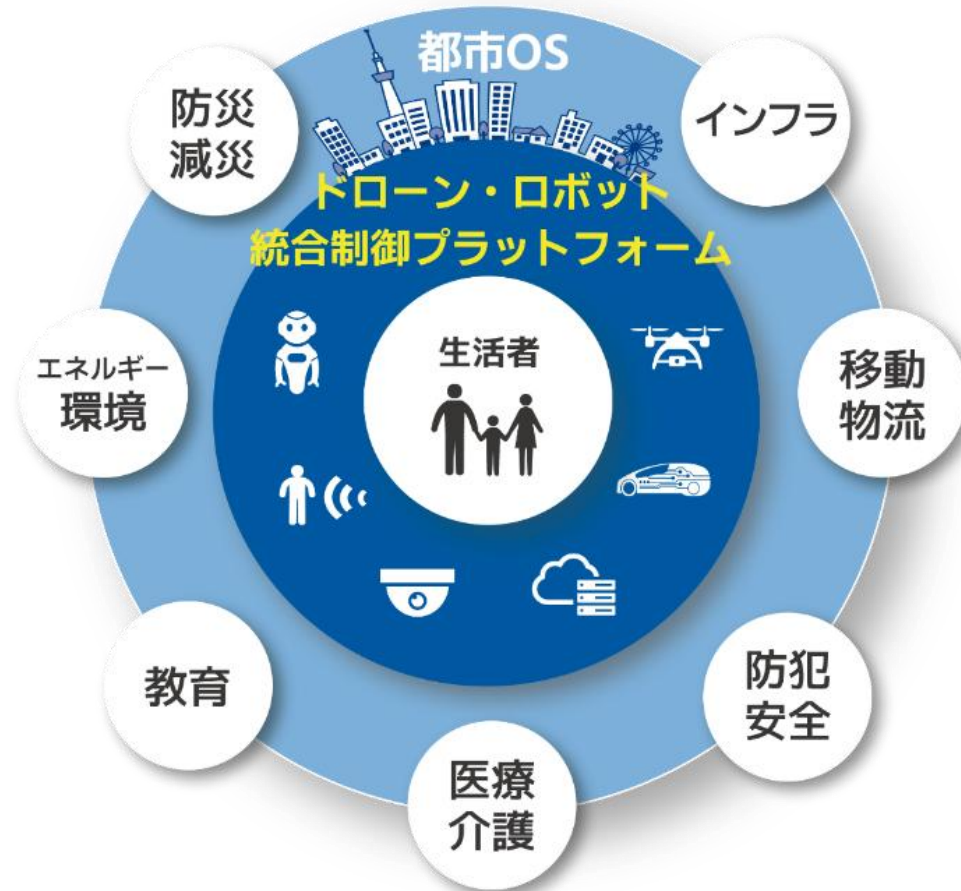 都市OS
防災
減災
インフラ
ドローン・ロボット
統合制御プラットフォーム
生活者
エネルギー
環境
移動
物流
教育
防犯
安全
医療
介護